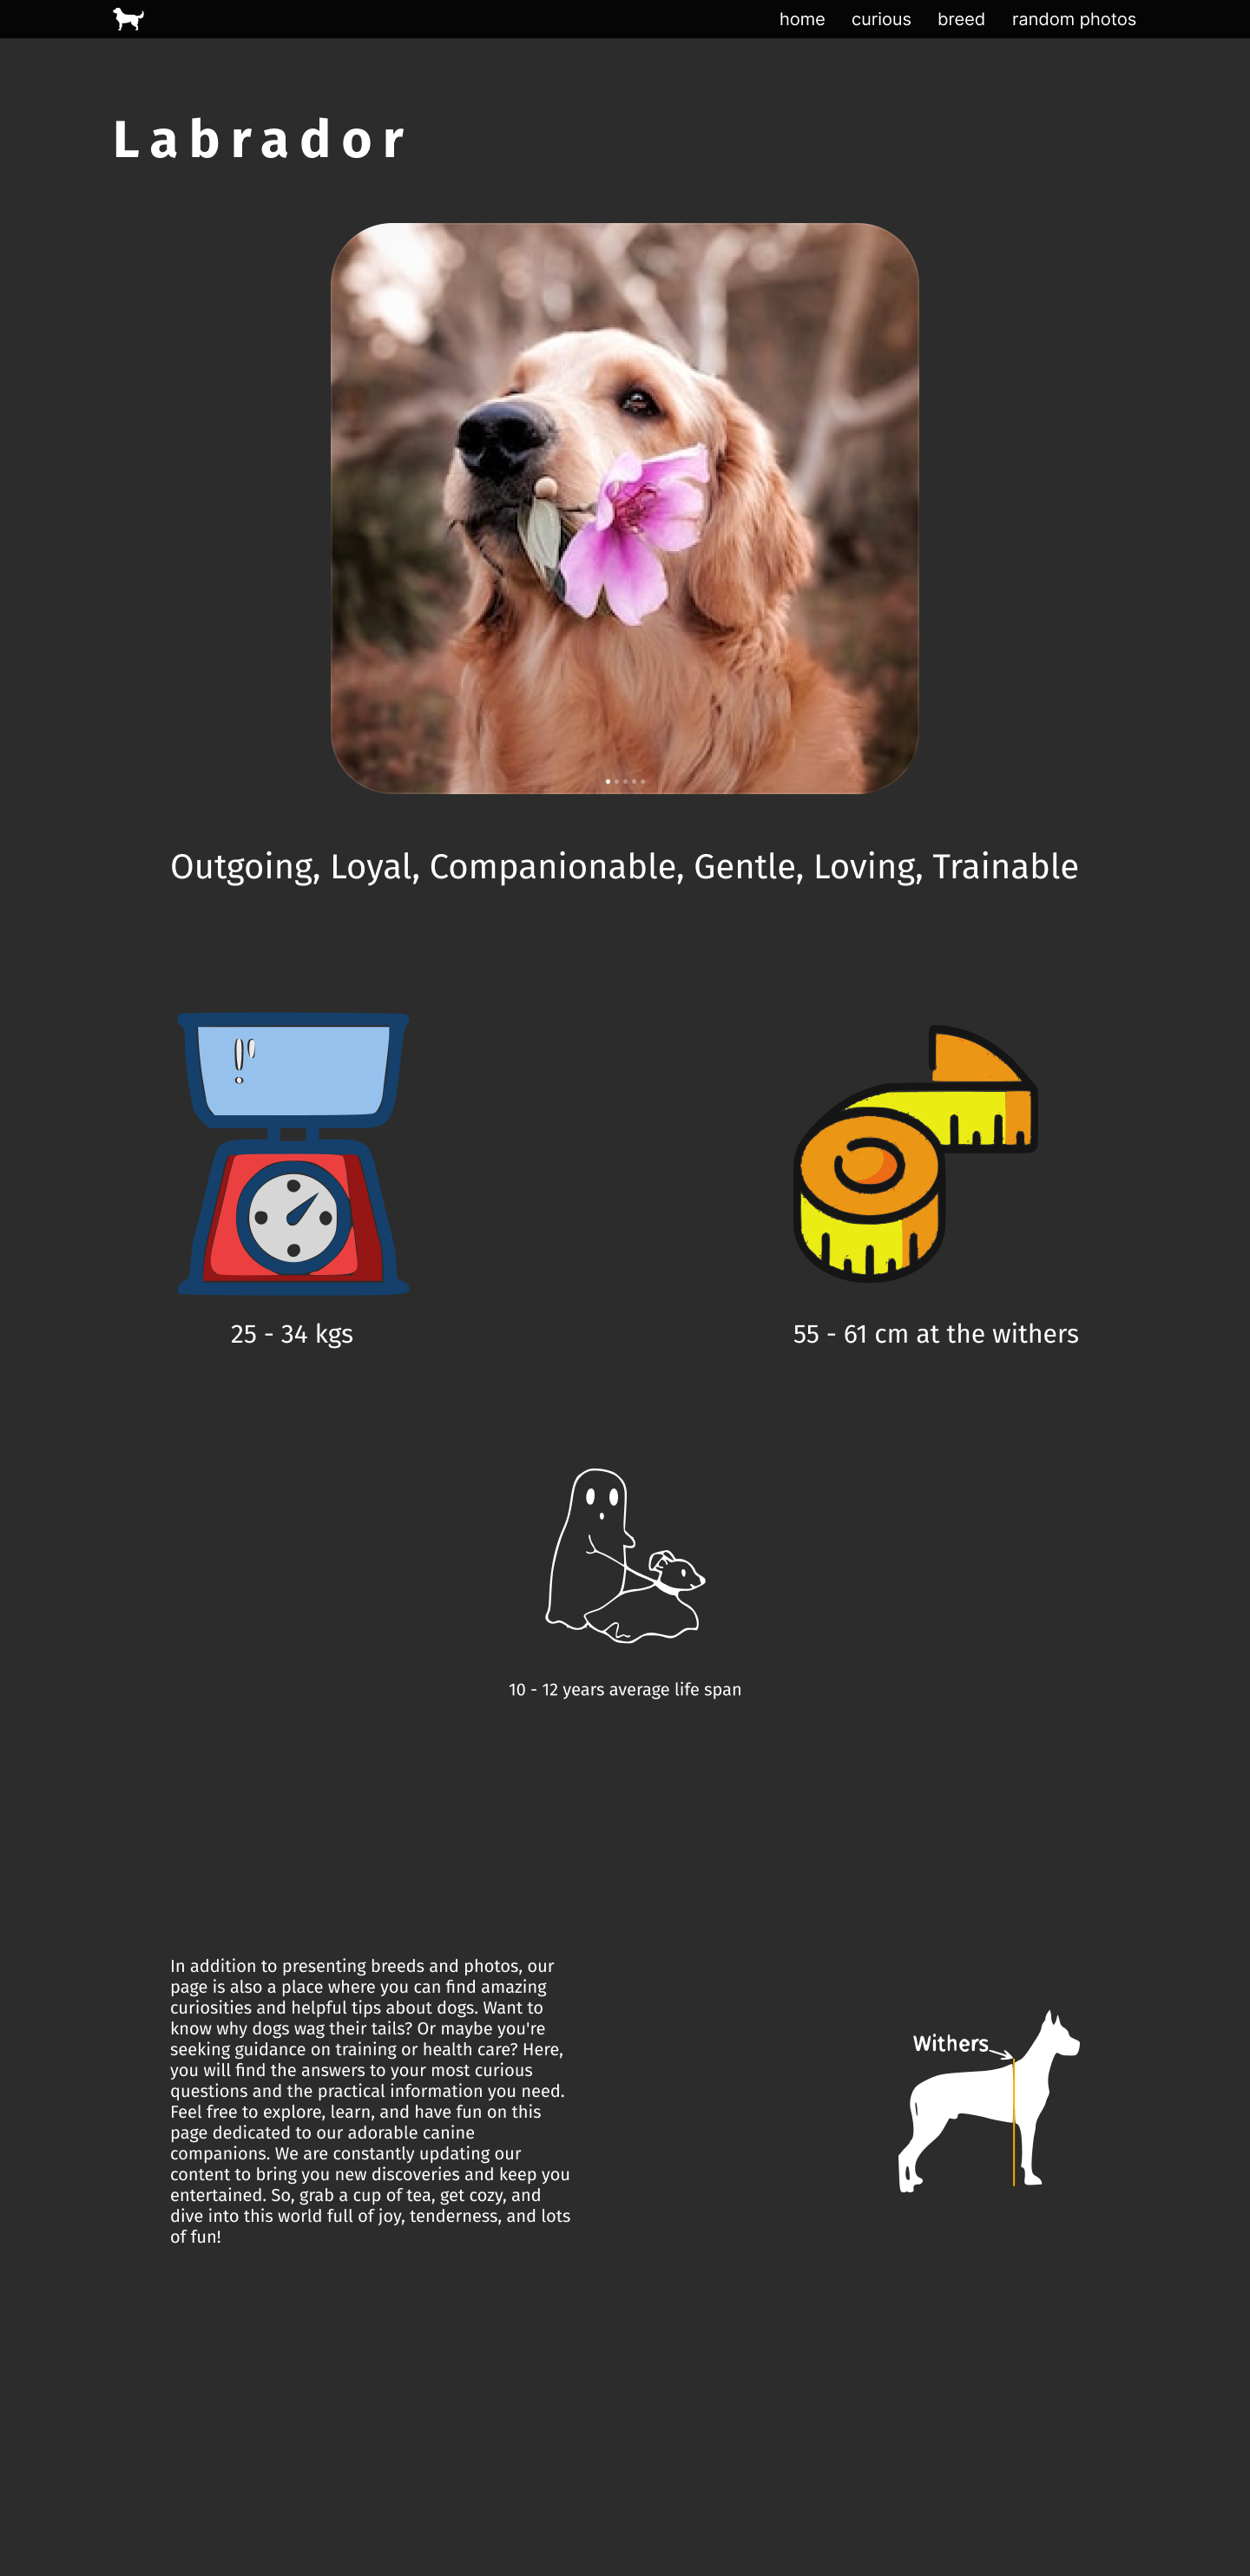 home curious breed random photos
Labrador
Outgoing, Loyal, Companionable, Gentle, Loving, Trainable
25 - 34 kgs
55 - 61 cm at the withers
10 - 12 years average life span
In addition to presenting breeds and photos, our
page is also a place where you can find amazing
curiosities and helpful tips about dogs. Want to
know why dogs wag their tails? Or maybe you're
seeking guidance on training or health care? Here,
you will find the answers to your most curious
questions and the practical information you need.
Feel free to explore, learn, and have fun on this
page dedicated to our adorable canine
companions. We are constantly updating our
content to bring you new discoveries and keep you
entertained. So, grab a cup of tea, get cozy, and
dive into this world full of joy, tenderness, and lots
of fun!
Withers